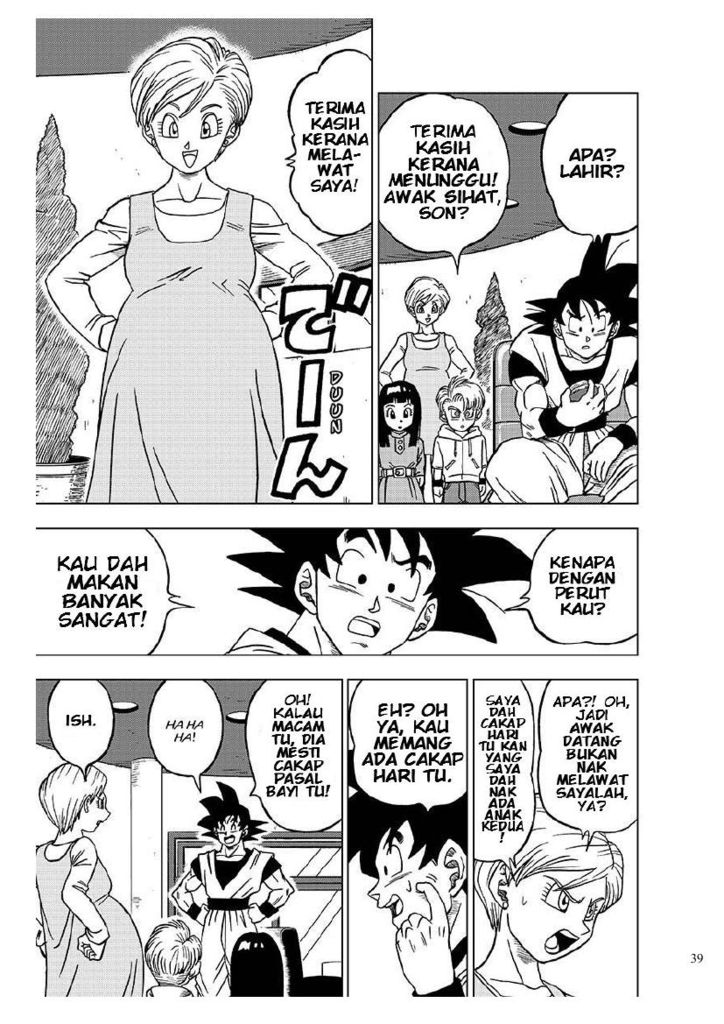 APA?
LAHIR?
TERIMA
KASIH
KERANA
MENUNGGU!
AWAK SIHAT,
SON?
TERIMA
KASIH
KERANA
MELA-
WAT
SAYA!
でーん
DUUN
KENAPA
DENGAN
PERUT
KAU?
KAU DAH
MAKAN
BANYAK
SANGAT!
APA?! OH,
JADI
AWAK
DATANG
BUKAN
NAK
MELAWAT
SAYALAH,
YA?
SAYA
DAH
CAKAP
HARI
TU KAN
YANG
SAYA
DAH
NAK
ADA
ANAK
KEDUA
!
EH? OH
YA, KAU
MEMANG
ADA CAKAP
HARI TU.
OH!
KALAU
MACAM
TU, DIA
MESTI
CAKAP
PASAL
BAYI TU!
HA HA
HA!
ISH.
39